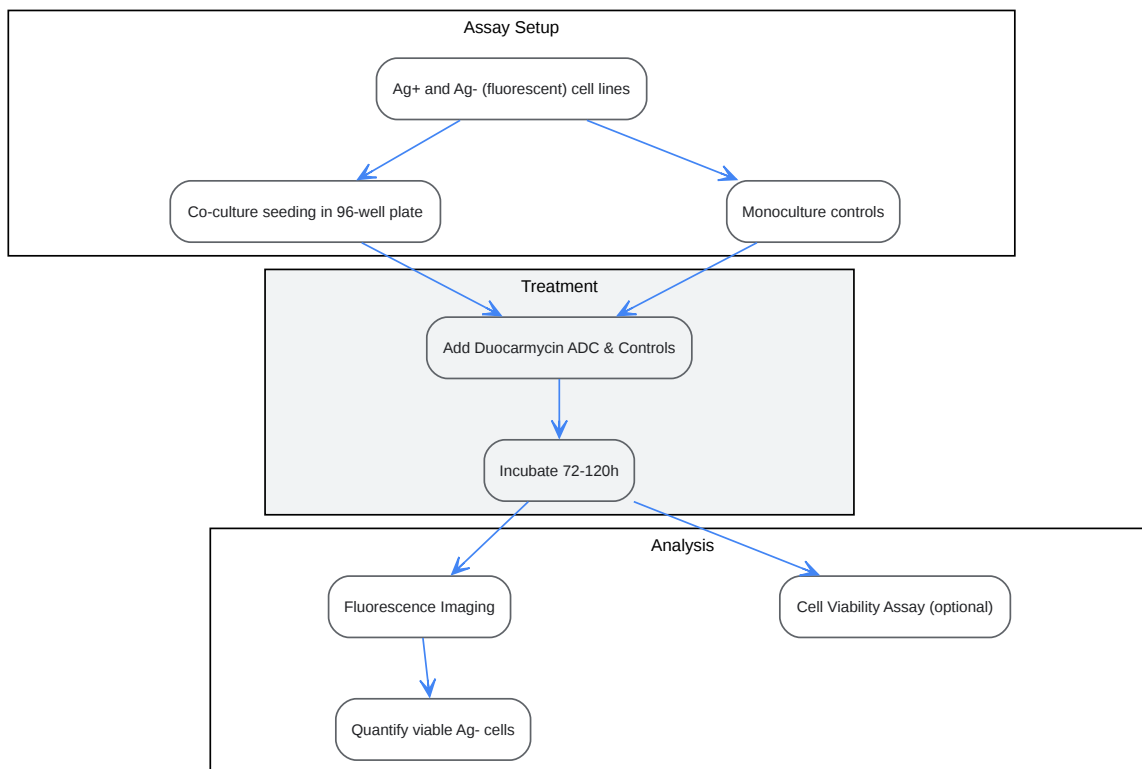 Assay Setup
Ag+ and Ag- (fluorescent) cell lines
Co-culture seeding in 96-well plate
Monoculture controls
Treatment
Add Duocarmycin ADC & Controls
Incubate 72-120h
Analysis
Fluorescence Imaging
Cell Viability Assay (optional)
Quantify viable Ag- cells